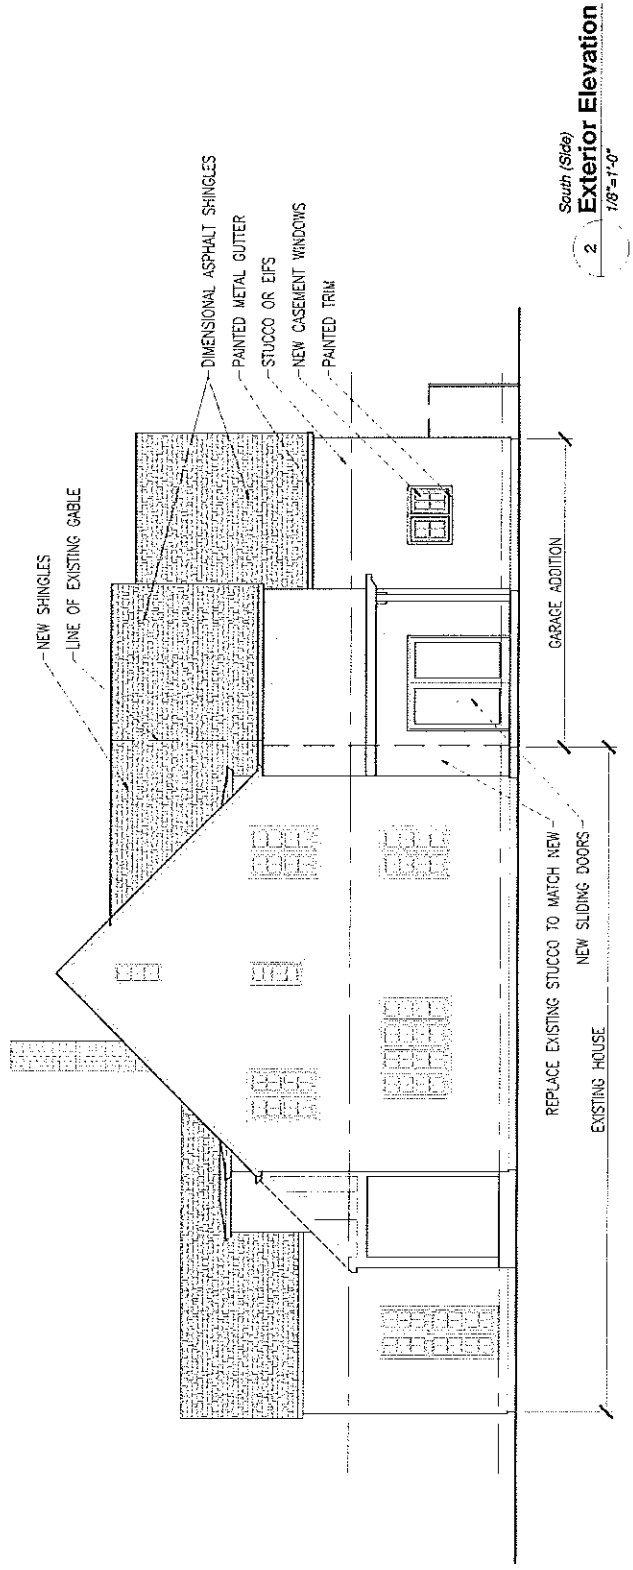 NEW SHINGLES
LINE OF EXISTING GABLE
DIMENSIONAL ASPHALT SHINGLES
PAINTED METAL GUTTER
STUCCO OR EIFS
NEW CASEMENT WINDOWS
PAINTED TRIM
GARAGE ADDITION
REPLACE EXISTING STUCCO TO MATCH NEW
NEW SLIDING DOORS
EXISTING HOUSE
South (Side)
2 Exterior Elevation
1/8"=1'-0"